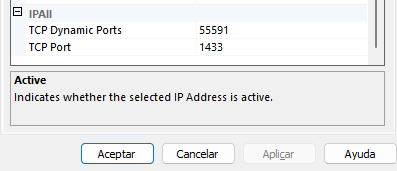 IPAll
TCP Dynamic Ports 55591
TCP Port 1433
Active
Indicates whether the selected IP Address is active.
Aceptar Cancelar Aplicar Ayuda